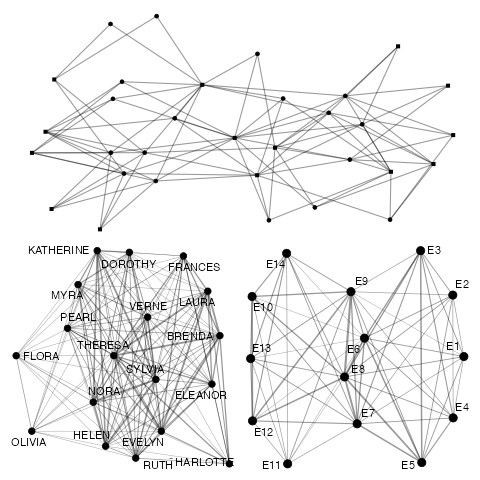 KATHERINE
DOROTHY
FRANCES
MYRA
LAURA
VERNE
PEARL
BRENDA
THERESA
FLORA
SYLVIA
NORA
ELEANOR
HELEN
EVELYN
OLIVIA
RUTH
HARLOTTE
E3
E14
E9
E2
E10
E1
E13
E6
E8
E4
E7
E12
E11
E5